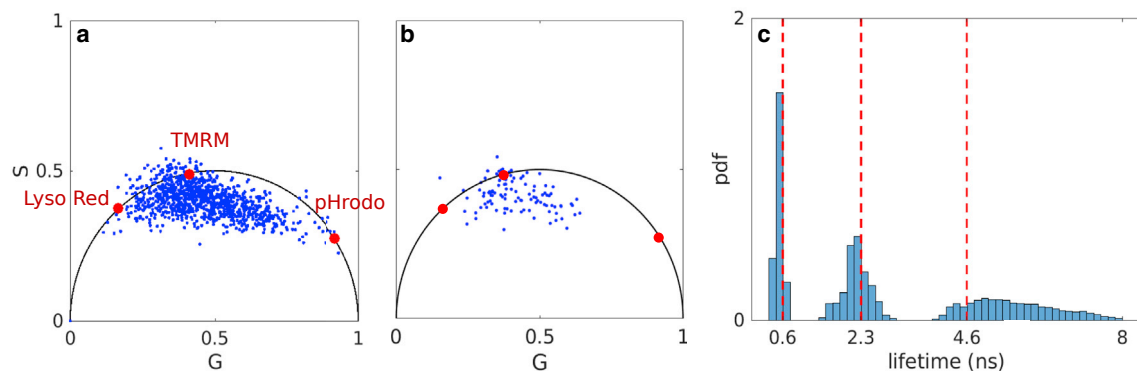 a
1
S
0.5
0
TMRM
Lyso Red
pHrodo
0 0.5 1
G
b
0 0.5 1
G
c
2
pdf
0
0.6 2.3 4.6 8
lifetime (ns)